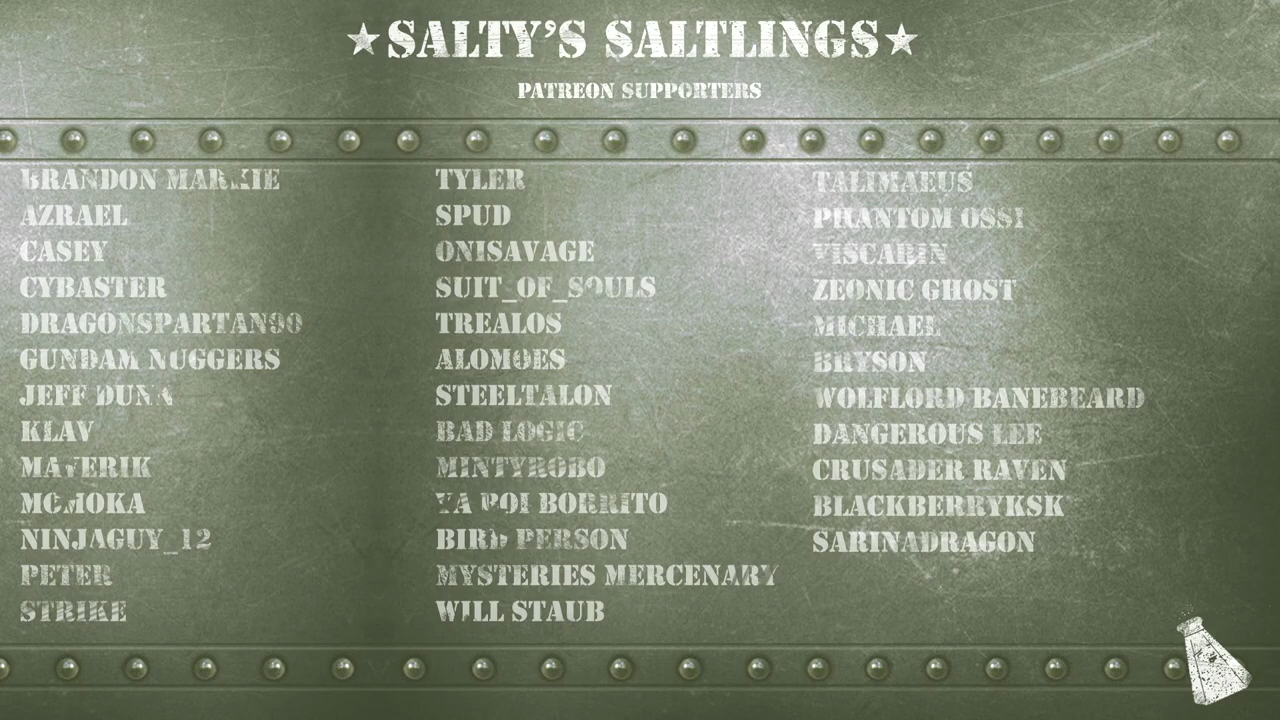 ★SALTY'S SALTLINGS★
PATREON SUPPORTERS
BRANDON MARKIE
AZRAEL
CASEY
CYBASTER
DRAGONSPARTAN90
GUNDAM NUGGERS
JEFF DUNN
KLAV
MAVERIK
MOMOKA
NINJAGUY_12
PETER
STRIKE
TYLER
SPUD
ONISAVAGE
SUIT_OF_SOULS
TREALOS
ALOMOES
STEELTALON
BAD LOGIC
MINTYROBO
YA BOI BORRITO
BIRD PERSON
MYSTERIES MERCENARY
WILL STAUB
TALIMAEUS
PHANTOM OSSI
VISCARIN
ZEONIC GHOST
MICHAEL
BRYSON
WOLFLORD BANEBEARD
DANGEROUS LEE
CRUSADER RAVEN
BLACKBERRYKSK
SARINADRAGON